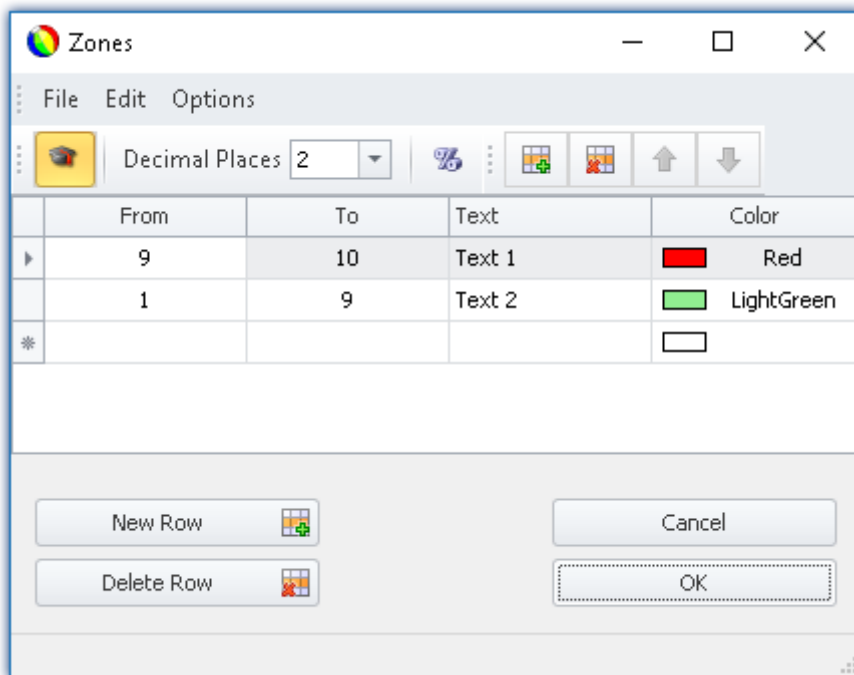 Zones
File Edit Options
Decimal Places 2 %
From To Text Color
9 10 Text 1 Red
1 9 Text 2 LightGreen
New Row Cancel
Delete Row OK